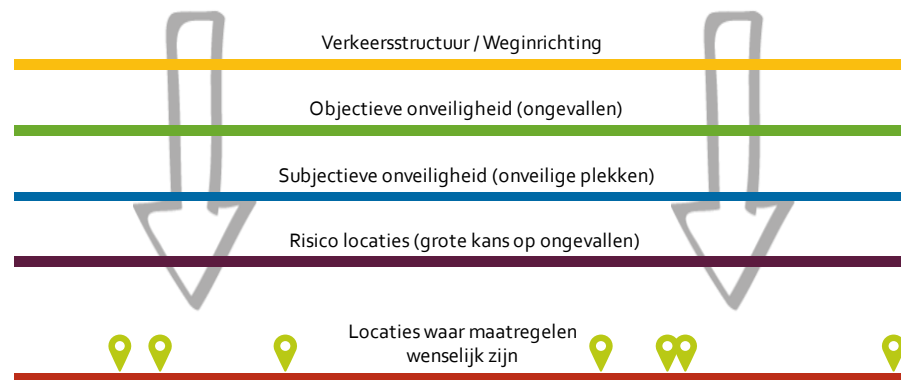 Verkeersstructuur / Weginrichting
Objectieve onveiligheid (ongevallen)
Subjectieve onveiligheid (onveilige plekken)
Risico locaties (grote kans op ongevallen)
Locaties waar maatregelen
wenselijk zijn